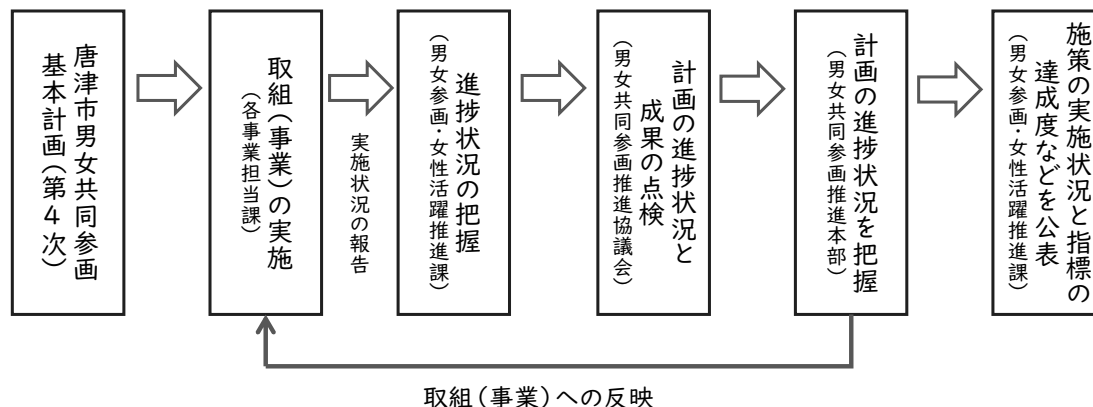 唐津市男女共同参画
基本計画（第４次）
取組（事業）の実施
（各事業担当課）
実施状況の報告
進捗状況の把握
（男女参画・女性活躍推進課）
計画の進捗状況と
成果の点検
（男女共同参画推進協議会）
計画の進捗状況を把握
（男女共同参画推進本部）
施策の実施状況と指標の
達成度などを公表
（男女参画・女性活躍推進課）
取組（事業）への反映